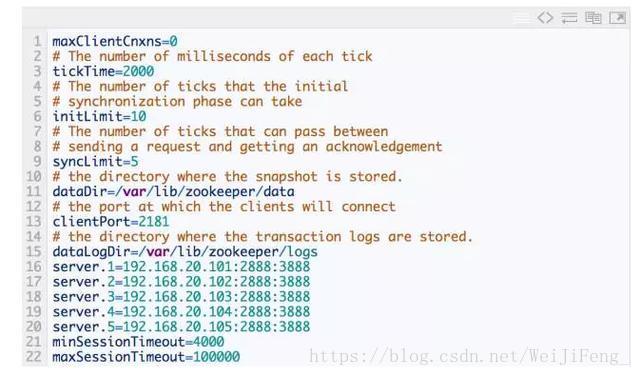 1 maxClientCnxns=0
2 # The number of milliseconds of each tick
3 tickTime=2000
4 # The number of ticks that the initial
5 # synchronization phase can take
6 initLimit=10
7 # The number of ticks that can pass between
8 # sending a request and getting an acknowledgement
9 syncLimit=5
10 # the directory where the snapshot is stored.
11 dataDir=/var/lib/zookeeper/data
12 # the port at which the clients will connect
13 clientPort=2181
14 # the directory where the transaction logs are stored.
15 dataLogDir=/var/lib/zookeeper/logs
16 server.1=192.168.20.101:2888:3888
17 server.2=192.168.20.102:2888:3888
18 server.3=192.168.20.103:2888:3888
19 server.4=192.168.20.104:2888:3888
20 server.5=192.168.20.105:2888:3888
21 minSessionTimeout=4000
22 maxSessionTimeout=100000
https://blog.csdn.net/WeiJiFeng_